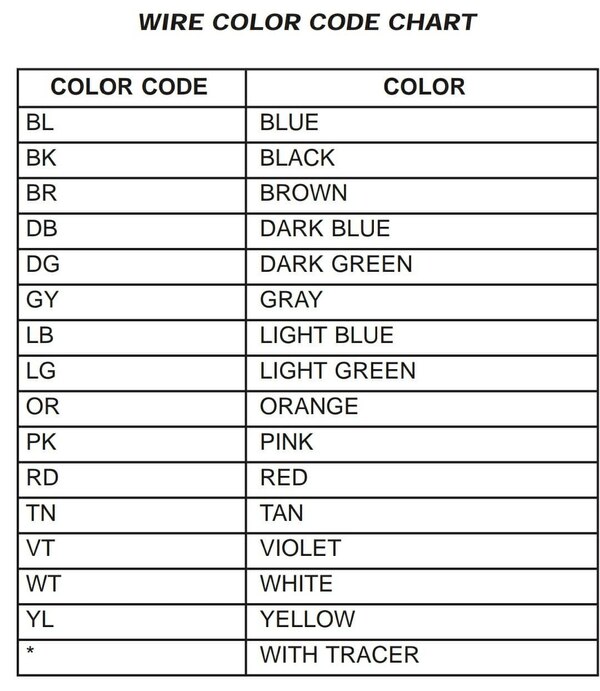 WIRE COLOR CODE CHART
COLOR CODE COLOR
BL BLUE
BK BLACK
BR BROWN
DB DARK BLUE
DG DARK GREEN
GY GRAY
LB LIGHT BLUE
LG LIGHT GREEN
OR ORANGE
PK PINK
RD RED
TN TAN
VT VIOLET
WT WHITE
YL YELLOW
* WITH TRACER